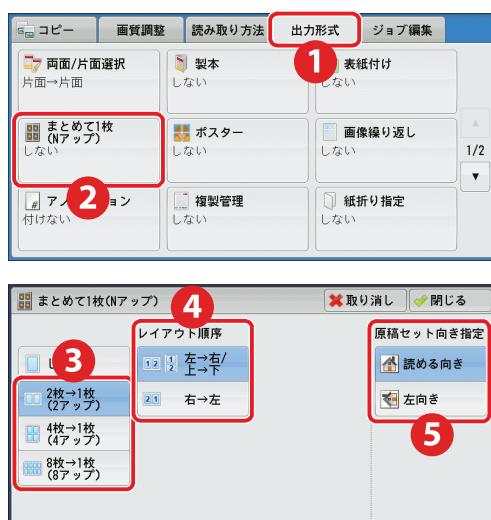 コピー 画質調整 読み取り方法 出力形式 ジョブ編集
1
両面/片面選択
片面→片面
製本
しない
表紙付け
しない
まとめて1枚
(Nアップ)
しない
ポスター
しない
画像繰り返し
しない
1/2
2
付けない
複製管理
しない
紙折り指定
しない
まとめて1枚(Nアップ)
取り消し 閉じる
4
レイアウト順序
原稿セット向き指定
3
左→右/
上→下
読める向き
2枚→1枚
(2アップ)
右→左
左向き
4枚→1枚
(4アップ)
5
8枚→1枚
(8アップ)